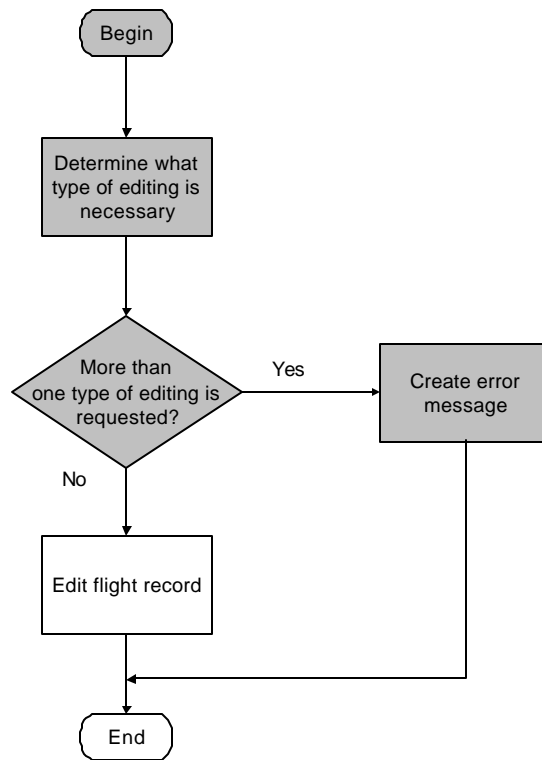 Begin
Determine what
type of editing is
necessary
More than
one type of editing is
requested?
Yes
Create error
message
No
Edit flight record
End